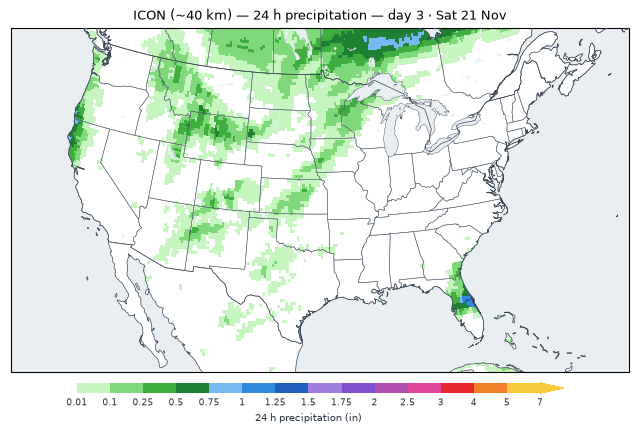 ICON (~40 km) — 24 h precipitation — day 3 · Sat 21 Nov
0.01 0.1 0.25 0.5 0.75 1 1.25 1.5 1.75 2 2.5 3 4 5 7
24 h precipitation (in)